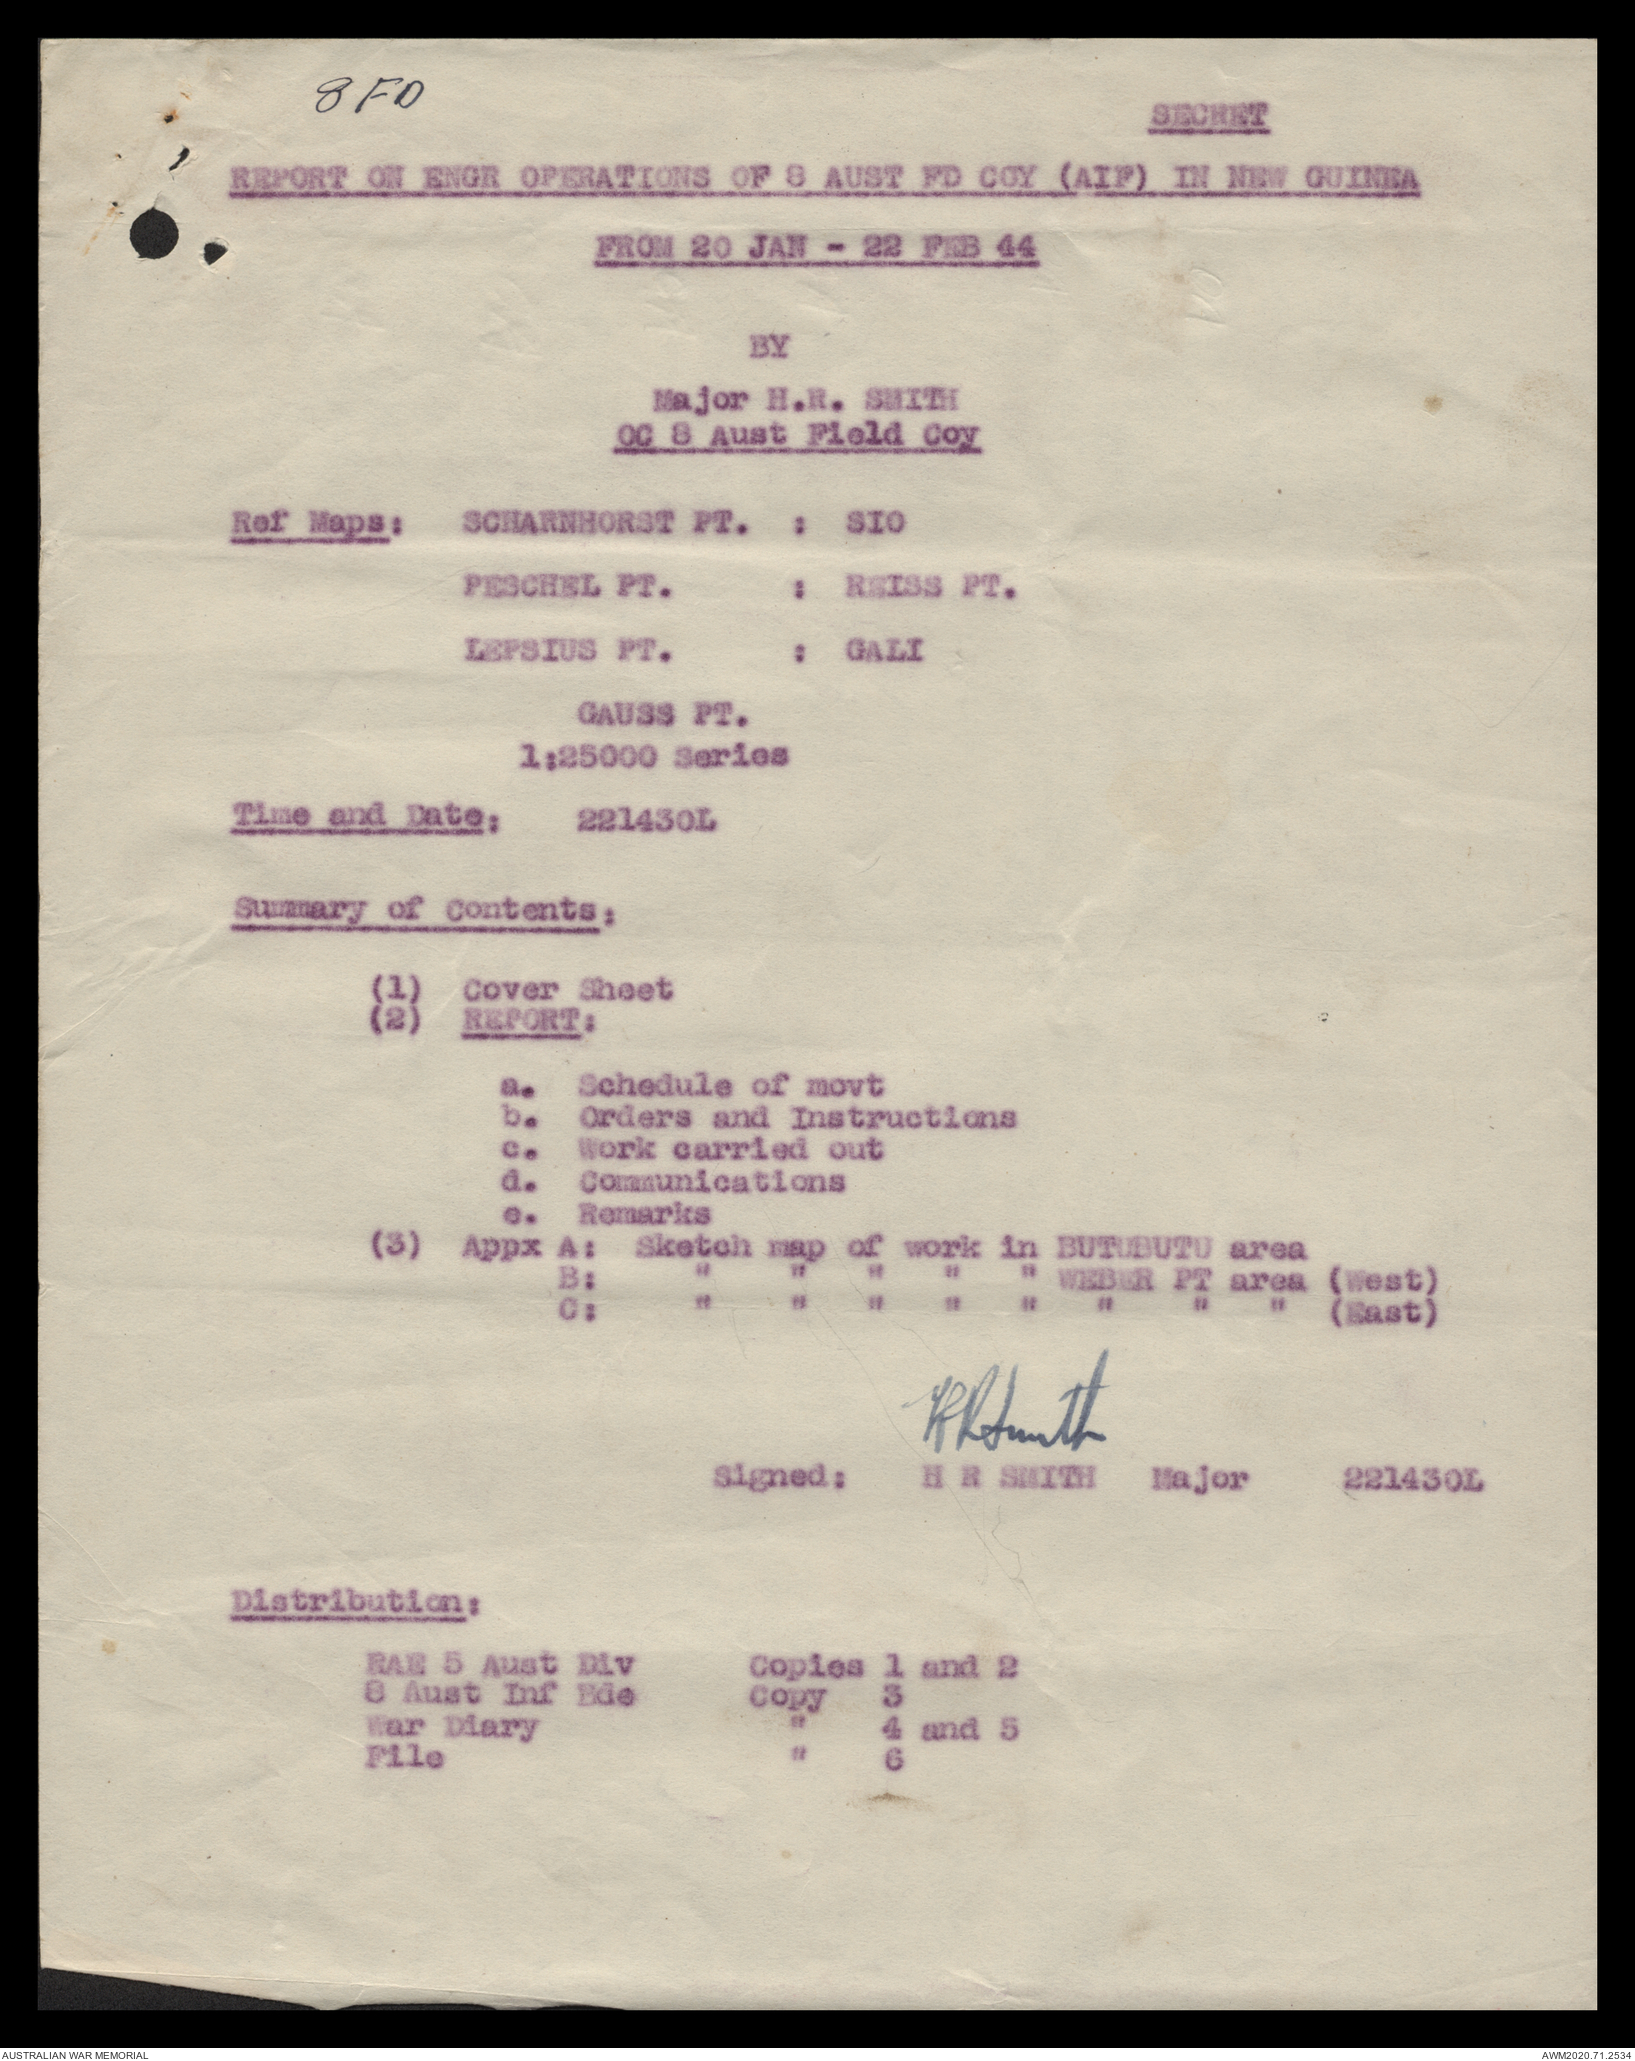 8 FD
SECRET
REPORT ON ENGR OPERATIONS OF 8 AUST FD COY (AIF) IN NEW GUINEA
FROM 20 JAN - 22 FEB 44
BY
Major H.R. SMITH
OC 8 Aust Field Coy
Ref Maps: SCHARNHORST PT. : SIO
PESCHEL PT. : REISS PT.
LEPSIUS PT. : GALI
GAUSS PT.
1:25000 Series
Time and Date: 221430L
Summary of Contents:
(1) Cover Sheet
(2) REPORT:
a. Schedule of movt
b. Orders and Instructions
c. Work carried out
d. Communications
e. Remarks
(3) Appx A: Sketch map of work in BUTUBUTU area
B: " " " " " WEBER PT area (West)
C: " " " " " " " " (East)
HRSmith
Signed: H R SMITH Major 221430L
Distribution:
RAE 5 Aust Div Copies 1 and 2
8 Aust Inf Bde Copy 3
War Diary " 4 and 5
File " 6
AUSTRALIAN WAR MEMORIAL AWM2020.71.2534